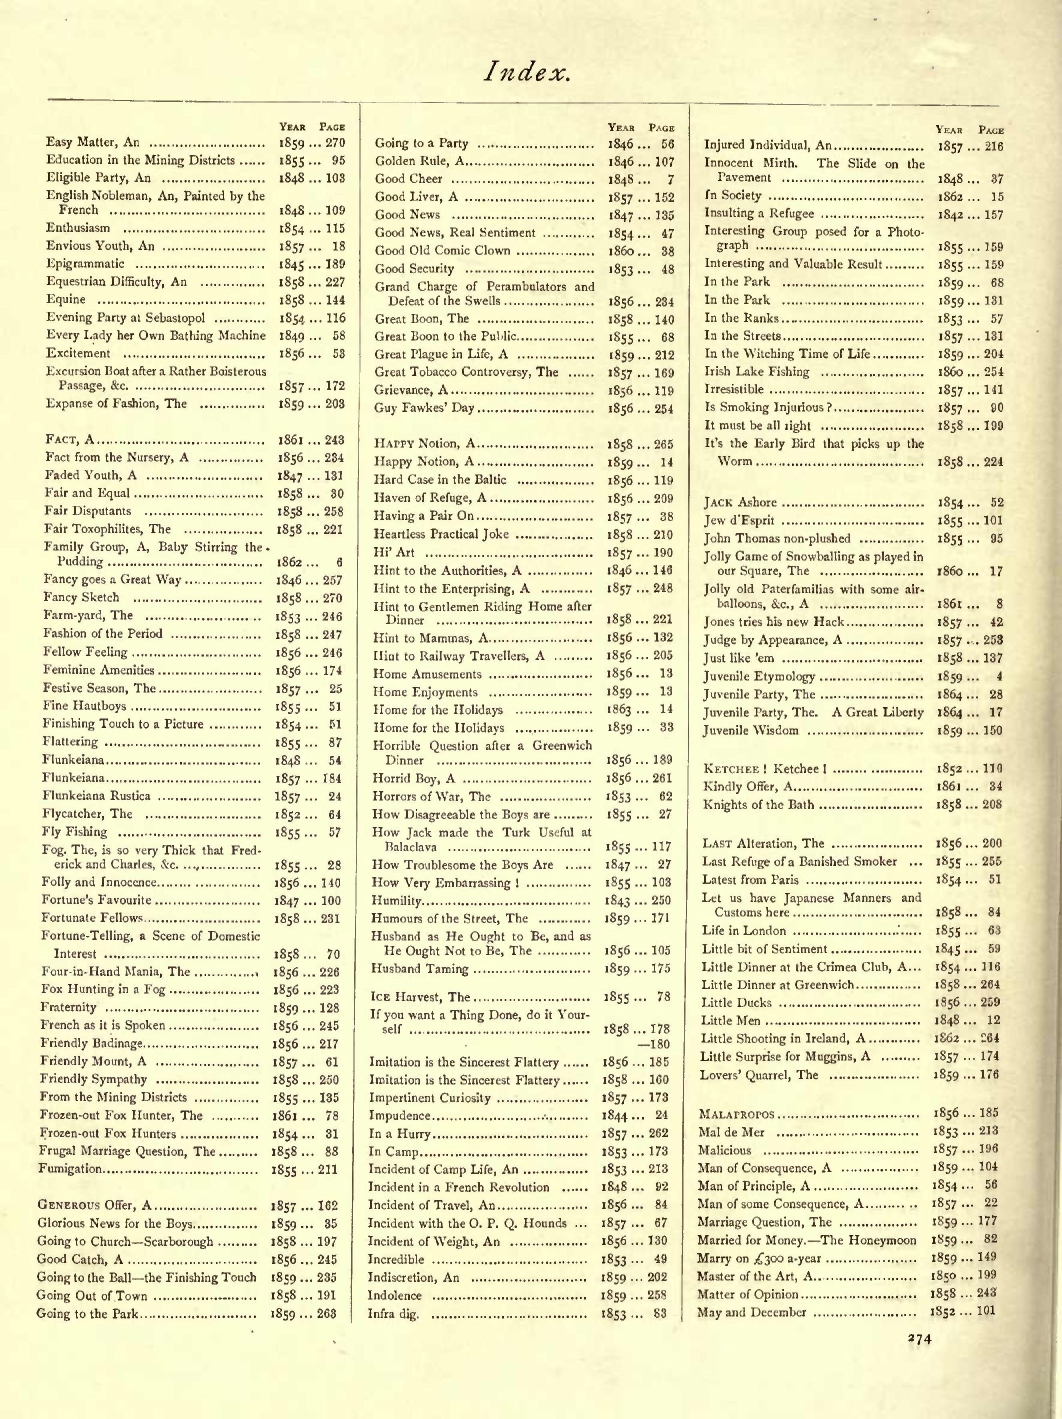 Index.
YEAR PAGE
Easy Matter, An ........................... 1859 ... 270
Education in the Mining Districts ...... 1855 ... 95
Eligible Party, An ........................ 1848 ... 103
English Nobleman, An, Painted by the
French .................................... 1848 ... 109
Enthusiasm ................................ 1854 ... 115
Envious Youth, An ........................ 1857 ... 18
Epigrammatic .............................. 1845 ... 189
Equestrian Difficulty, An ............... 1858 ... 227
Equine .................................... 1858 ... 144
Evening Party at Sebastopol ............ 1854 ... 116
Every Lady her Own Bathing Machine 1849 ... 58
Excitement ................................ 1856 ... 53
Excursion Boat after a Rather Boisterous
Passage, &c. .............................. 1857 ... 172
Expanse of Fashion, The ............... 1859 ... 203
FACT, A .................................... 1861 ... 243
Fact from the Nursery, A ............... 1856 ... 234
Faded Youth, A ........................... 1847 ... 131
Fair and Equal ............................ 1858 ... 30
Fair Disputants ........................... 1858 ... 258
Fair Toxophilites, The .................. 1858 ... 221
Family Group, A, Baby Stirring the
Pudding .................................... 1862 ... 6
Fancy goes a Great Way .................. 1846 ... 257
Fancy Sketch .............................. 1858 ... 270
Farm-yard, The ........................... 1853 ... 246
Fashion of the Period .................... 1858 ... 247
Fellow Feeling ............................ 1856 ... 246
Feminine Amenities ....................... 1856 ... 174
Festive Season, The ...................... 1857 ... 25
Fine Hautboys ............................. 1855 ... 51
Finishing Touch to a Picture ............ 1854 ... 51
Flattering .................................. 1855 ... 87
Flunkeiana ................................. 1848 ... 54
Flunkeiana ................................. 1857 ... 184
Flunkeiana Rustica ....................... 1857 ... 24
Flycatcher, The ........................... 1852 ... 64
Fly Fishing ................................ 1855 ... 57
Fog. The, is so very Thick that Fred-
erick and Charles, &c. ................... 1855 ... 28
Folly and Innocence ...................... 1856 ... 140
Fortune's Favourite ...................... 1847 ... 100
Fortunate Fellows ........................ 1858 ... 231
Fortune-Telling, a Scene of Domestic
Interest .................................... 1858 ... 70
Four-in-Hand Mania, The ............... 1856 ... 226
Fox Hunting in a Fog ..................... 1856 ... 223
Fraternity ................................. 1859 ... 128
French as it is Spoken ................... 1856 ... 245
Friendly Badinage ........................ 1856 ... 217
Friendly Mount, A ........................ 1857 ... 61
Friendly Sympathy ....................... 1858 ... 250
From the Mining Districts .............. 1855 ... 135
Frozen-out Fox Hunter, The ............ 1861 ... 78
Frozen-out Fox Hunters ................. 1854 ... 31
Frugal Marriage Question, The ......... 1858 ... 88
Fumigation ................................. 1855 ... 211
GENEROUS Offer, A ........................ 1857 ... 162
Glorious News for the Boys .............. 1859 ... 35
Going to Church—Scarborough ......... 1858 ... 197
Good Catch, A ............................. 1856 ... 245
Going to the Ball—the Finishing Touch 1859 ... 235
Going Out of Town ........................ 1858 ... 191
Going to the Park .......................... 1859 ... 263
YEAR PAGE
Going to a Party .......................... 1846 ... 56
Golden Rule, A ............................ 1846 ... 107
Good Cheer ................................ 1848 ... 7
Good Liver, A ............................. 1857 ... 152
Good News ................................. 1847 ... 135
Good News, Real Sentiment ............ 1854 ... 47
Good Old Comic Clown .................. 1860 ... 38
Good Security ............................. 1853 ... 48
Grand Charge of Perambulators and
Defeat of the Swells ...................... 1856 ... 234
Great Boon, The .......................... 1858 ... 140
Great Boon to the Public ................. 1855 ... 68
Great Plague in Life, A .................. 1859 ... 212
Great Tobacco Controversy, The ...... 1857 ... 169
Grievance, A ............................... 1856 ... 119
Guy Fawkes' Day .......................... 1856 ... 254
HAPPY Notion, A .......................... 1858 ... 265
Happy Notion, A .......................... 1859 ... 14
Hard Case in the Baltic .................. 1856 ... 119
Haven of Refuge, A ....................... 1856 ... 209
Having a Pair On .......................... 1857 ... 38
Heartless Practical Joke ................. 1858 ... 210
Hi' Art ..................................... 1857 ... 190
Hint to the Authorities, A ............... 1846 ... 146
Hint to the Enterprising, A ............. 1857 ... 248
Hint to Gentlemen Riding Home after
Dinner ..................................... 1858 ... 221
Hint to Mammas, A ....................... 1856 ... 132
Hint to Railway Travellers, A ......... 1856 ... 205
Home Amusements ....................... 1856 ... 13
Home Enjoyments ........................ 1859 ... 13
Home for the Holidays ................... 1863 ... 14
Home for the Holidays ................... 1859 ... 33
Horrible Question after a Greenwich
Dinner ..................................... 1856 ... 189
Horrid Boy, A ............................. 1856 ... 261
Horrors of War, The ...................... 1853 ... 62
How Disagreeable the Boys are ......... 1855 ... 27
How Jack made the Turk Useful at
Balaclava .................................. 1855 ... 117
How Troublesome the Boys Are ...... 1847 ... 27
How Very Embarrassing ! ............... 1855 ... 103
Humility .................................... 1843 ... 250
Humours of the Street, The ............ 1859 ... 171
Husband as He Ought to Be, and as
He Ought Not to Be, The ................ 1856 ... 105
Husband Taming .......................... 1859 ... 175
ICE Harvest, The .......................... 1855 ... 78
If you want a Thing Done, do it Your-
self ......................................... 1858 ... 178
—180
Imitation is the Sincerest Flattery ...... 1856 ... 185
Imitation is the Sincerest Flattery ...... 1858 ... 160
Impertinent Curiosity .................... 1857 ... 173
Impudence ................................. 1844 ... 24
In a Hurry .................................. 1857 ... 262
In Camp .................................... 1853 ... 173
Incident of Camp Life, An ............... 1853 ... 213
Incident in a French Revolution ...... 1848 ... 92
Incident of Travel, An .................... 1856 ... 84
Incident with the O. P. Q. Hounds ... 1857 ... 67
Incident of Weight, An ................... 1856 ... 130
Incredible .................................. 1853 ... 49
Indiscretion, An ........................... 1859 ... 202
Indolence ................................... 1859 ... 258
Infra dig. .................................. 1853 ... 83
YEAR PAGE
Injured Individual, An .................... 1857 ... 216
Innocent Mirth. The Slide on the
Pavement .................................. 1848 ... 37
In Society .................................. 1862 ... 15
Insulting a Refugee ....................... 1842 ... 157
Interesting Group posed for a Photo-
graph ...................................... 1855 ... 159
Interesting and Valuable Result ......... 1855 ... 159
In the Park ................................ 1859 ... 68
In the Park ................................ 1859 ... 131
In the Ranks ............................... 1853 ... 57
In the Streets .............................. 1857 ... 131
In the Witching Time of Life ............ 1859 ... 204
Irish Lake Fishing ........................ 1860 ... 254
Irresistible ................................. 1857 ... 141
Is Smoking Injurious ? .................... 1857 ... 90
It must be all right ........................ 1858 ... 199
It's the Early Bird that picks up the
Worm ....................................... 1858 ... 224
JACK Ashore ............................... 1854 ... 52
Jew d'Esprit ............................... 1855 ... 101
John Thomas non-plushed ............... 1855 ... 95
Jolly Game of Snowballing as played in
our Square, The .......................... 1860 ... 17
Jolly old Paterfamilias with some air-
balloons, &c., A .......................... 1861 ... 8
Jones tries his new Hack ................. 1857 ... 42
Judge by Appearance, A ................. 1857 ... 253
Just like 'em ............................... 1858 ... 137
Juvenile Etymology ....................... 1859 ... 4
Juvenile Party, The ....................... 1864 ... 28
Juvenile Party, The. A Great Liberty 1864 ... 17
Juvenile Wisdom .......................... 1859 ... 150
KETCHEE ! Ketchee ! ..................... 1852 ... 110
Kindly Offer, A ............................ 1861 ... 34
Knights of the Bath ....................... 1858 ... 208
LAST Alteration, The ..................... 1856 ... 200
Last Refuge of a Banished Smoker ... 1855 ... 255
Latest from Paris .......................... 1854 ... 51
Let us have Japanese Manners and
Customs here .............................. 1858 ... 84
Life in London ............................. 1855 ... 63
Little bit of Sentiment .................... 1845 ... 59
Little Dinner at the Crimea Club, A ... 1854 ... 116
Little Dinner at Greenwich .............. 1858 ... 264
Little Ducks ................................ 1856 ... 259
Little Men .................................. 1848 ... 12
Little Shooting in Ireland, A ............ 1862 ... 264
Little Surprise for Muggins, A ......... 1857 ... 174
Lovers' Quarrel, The ..................... 1859 ... 176
MALAPROPOS ............................... 1856 ... 185
Mal de Mer ................................ 1853 ... 213
Malicious ................................... 1857 ... 196
Man of Consequence, A .................. 1859 ... 104
Man of Principle, A ....................... 1854 ... 56
Man of some Consequence, A ........... 1857 ... 22
Marriage Question, The .................. 1859 ... 177
Married for Money.—The Honeymoon 1859 ... 82
Marry on £300 a-year ..................... 1859 ... 149
Master of the Art, A ....................... 1850 ... 199
Matter of Opinion .......................... 1858 ... 243
May and December ....................... 1852 ... 101
274